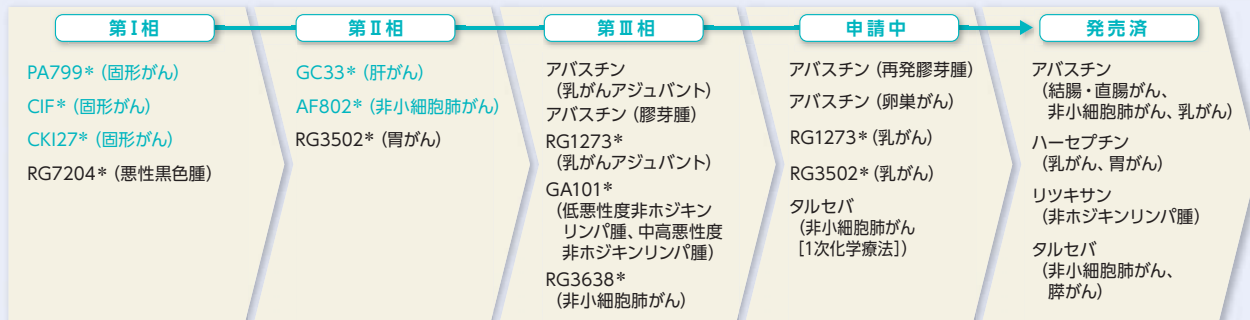 第Ⅰ相
第Ⅱ相
第Ⅲ相
申請中
発売済
PA799*（固形がん）
CIF*（固形がん）
CKI27*（固形がん）
RG7204*（悪性黒色腫）
GC33*（肝がん）
AF802*（非小細胞肺がん）
RG3502*（胃がん）
アバスチン
（乳がんアジュバント）
アバスチン（膠芽腫）
RG1273*
（乳がんアジュバント）
GA101*
（低悪性度非ホジキン
リンパ腫、中高悪性度
非ホジキンリンパ腫）
RG3638*
（非小細胞肺がん）
アバスチン（再発膠芽腫）
アバスチン（卵巣がん）
RG1273*（乳がん）
RG3502*（乳がん）
タルセバ
（非小細胞肺がん
［1次化学療法］）
アバスチン
（結腸・直腸がん、
非小細胞肺がん、乳がん）
ハーセプチン
（乳がん、胃がん）
リツキサン
（非ホジキンリンパ腫）
タルセバ
（非小細胞肺がん、
膵がん）